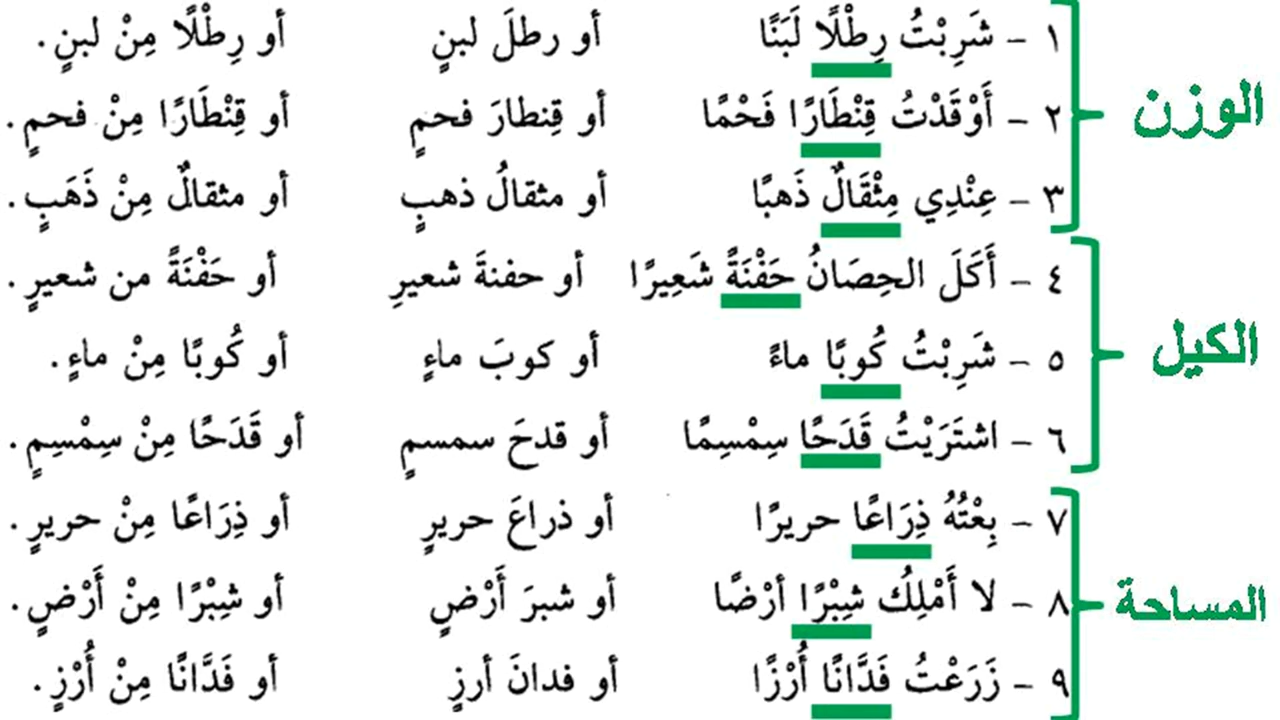 ١ – شَرِبْتُ رِطْلًا لَبَنًا أو رطلَ لبنٍ أو رِطْلًا مِنْ لبنٍ .
الوزن
٢ – أَوْقَدْتُ قِنْطَارًا فَحْمًا أو قِنطارَ فحمٍ أو قِنْطَارًا مِنْ فحمٍ .
٣ – عِنْدِي مِثْقَالٌ ذَهبًا أو مثقالُ ذهبٍ أو مثقالٌ مِنْ ذَهَبٍ .
٤ – أَكَلَ الحِصَانُ حَفْنَةً شَعِيرًا أو حفنةَ شعيرِ أو حَفْنَةً من شعيرٍ .
الكيل
٥ – شَرِبْتُ كُوبًا ماءً أو كوبَ ماءٍ أو كُوبًا مِنْ ماءٍ .
٦ – اشتَرَيْتُ قَدَحًا سِمْسِمًا أو قدحَ سمسمٍ أو قَدَحًا مِنْ سِمْسِمٍ .
٧ – بِعْتُهُ ذِرَاعًا حريرًا أو ذراعَ حريرٍ أو ذِرَاعًا مِنْ حريرٍ .
المساحة
٨ – لا أَمْلِكُ شِبْرًا أرْضًا أو شبرَ أَرْضٍ أو شِبْرًا مِنْ أَرْضٍ .
٩ – زَرَعْتُ فَدَّانًا أُرْزًا أو فدانَ أرزٍ أو فَدَّانًا مِنْ أُرْزٍ .